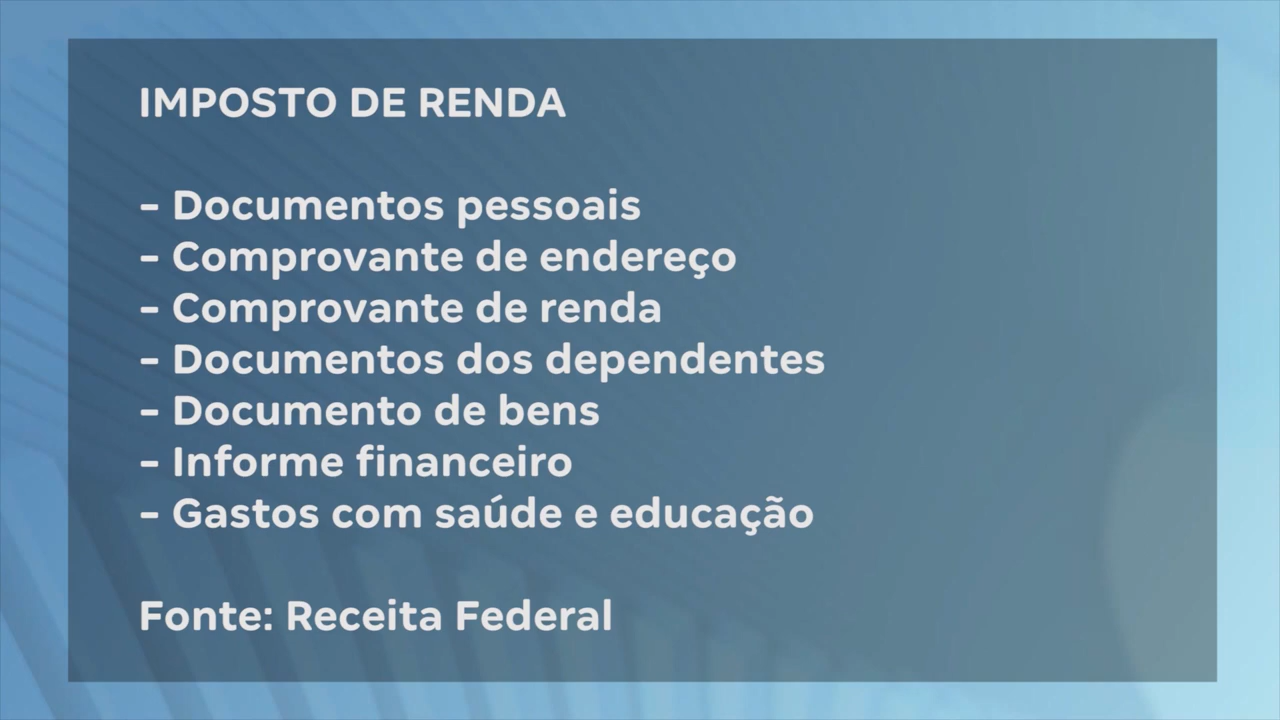 IMPOSTO DE RENDA
- Documentos pessoais
- Comprovante de endereço
- Comprovante de renda
- Documentos dos dependentes
- Documento de bens
- Informe financeiro
- Gastos com saúde e educação
Fonte: Receita Federal